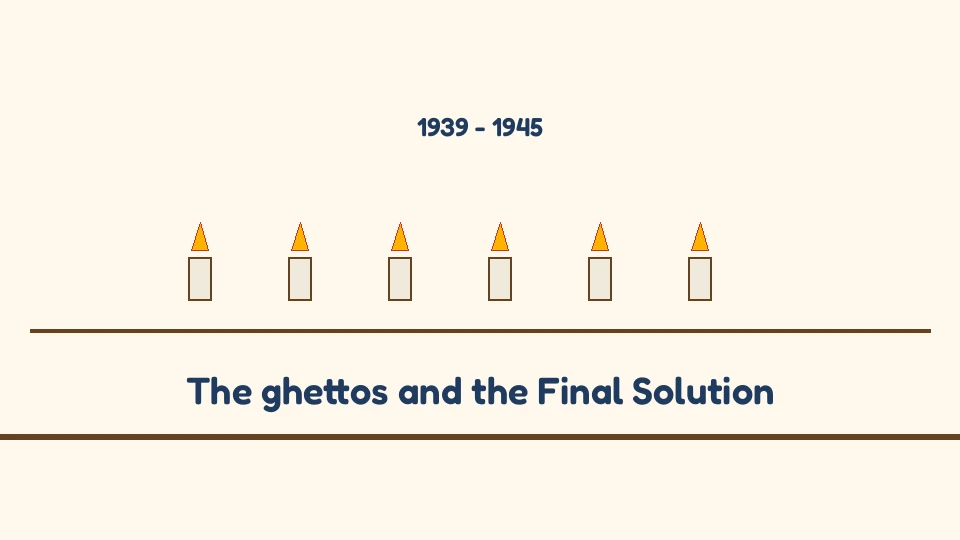 1939 - 1945
The ghettos and the Final Solution